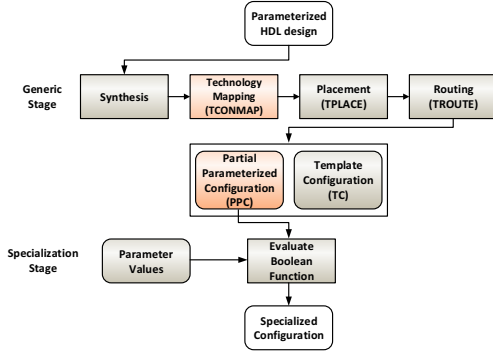 Parameterized
HDL design
Generic
Stage
Synthesis
Technology
Mapping
(TCONMAP)
Placement
(TPLACE)
Routing
(TROUTE)
Partial
Parameterized
Configuration
(PPC)
Template
Configuration
(TC)
Specialization
Stage
Parameter
Values
Evaluate
Boolean
Function
Specialized
Configuration